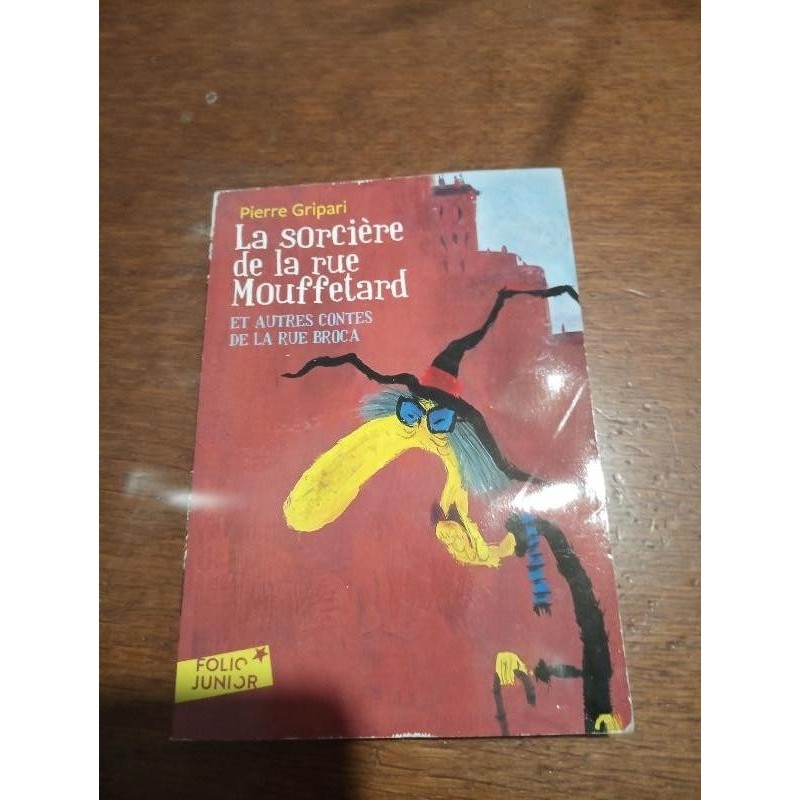 Pierre Gripari
La sorcière
de la rue
Mouffetard
ET AUTRES CONTES
DE LA RUE BROCA
FOLIO
JUNIOR